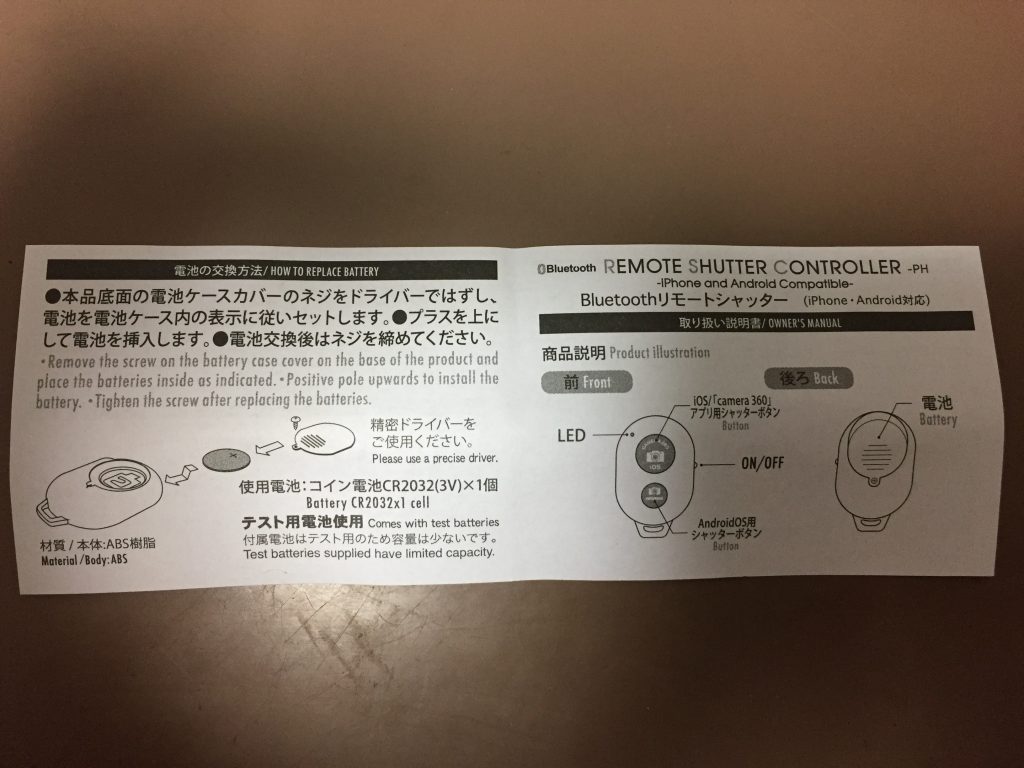 電池の交換方法/ HOW TO REPLACE BATTERY
●本品底面の電池ケースカバーのネジをドライバーではずし、
電池を電池ケース内の表示に従いセットします。●プラスを上に
して電池を挿入します。●電池交換後はネジを締めてください。
・Remove the screw on the battery case cover on the base of the product and
place the batteries inside as indicated. ・Positive pole upwards to install the
battery. ・Tighten the screw after replacing the batteries.
精密ドライバーを
ご使用ください。
Please use a precise driver.
使用電池：コイン電池CR2032(3V)×1個
Battery CR2032x1 cell
テスト用電池使用 Comes with test batteries
付属電池はテスト用のため容量は少ないです。
Test batteries supplied have limited capacity.
材質 / 本体:ABS樹脂
Material /Body:ABS
Bluetooth REMOTE SHUTTER CONTROLLER -PH
-IPhone and Android Compatible-
Bluetoothリモートシャッター （iPhone・Android対応）
取り扱い説明書/ OWNER'S MANUAL
商品説明 Product illustration
前 Front
後ろ Back
iOS/「camera 360」
アプリ用シャッターボタン
Button
LED
iOS
ON/OFF
AndroidOS用
シャッターボタン
Button
電池
Battery